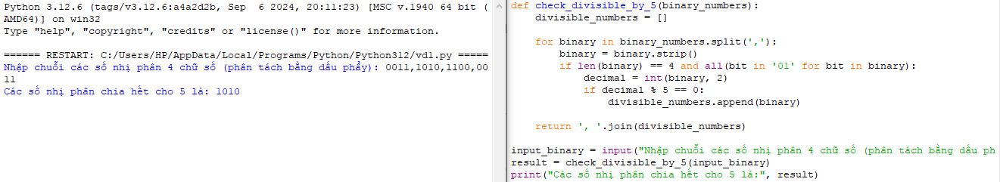 Python 3.12.6 (tags/v3.12.6:a4a2d2b, Sep  6 2024, 20:11:23) [MSC v.1940 64 bit (
AMD64)] on win32
Type "help", "copyright", "credits" or "license()" for more information.
====== RESTART: C:/Users/HP/AppData/Local/Programs/Python/Python312/vd1.py =====
Nhập chuỗi các số nhị phân 4 chữ số (phân tách bằng dấu phẩy): 0011,1010,1100,00
11
Các số nhị phân chia hết cho 5 là: 1010
def check_divisible_by_5(binary_numbers):
    divisible_numbers = []
    for binary in binary_numbers.split(','):
        binary = binary.strip()
        if len(binary) == 4 and all(bit in '01' for bit in binary):
            decimal = int(binary, 2)
            if decimal % 5 == 0:
                divisible_numbers.append(binary)
    return ', '.join(divisible_numbers)
input_binary = input("Nhập chuỗi các số nhị phân 4 chữ số (phân tách bằng dấu ph
result = check_divisible_by_5(input_binary)
print("Các số nhị phân chia hết cho 5 là:", result)